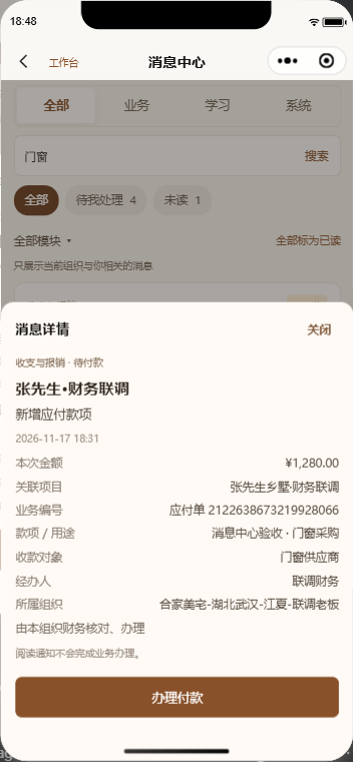 18:48
工作台 消息中心
全部 业务 学习 系统
门窗 搜索
全部 待我处理 4 未读 1
全部模块 全部标为已读
只展示当前组织与你相关的消息
消息详情 关闭
收支与报销 · 待付款
张先生·财务联调
新增应付款项
2026-11-17 18:31
本次金额 ¥1,280.00
关联项目 张先生乡墅·财务联调
业务编号 应付单 2122638673219988066
款项 / 用途 消息中心验收 · 门窗采购
收款对象 门窗供应商
经办人 联调财务
所属组织 合家美宅-湖北武汉-江夏-联调老板
由本组织财务核对、办理
阅读通知不会完成业务办理。
办理付款